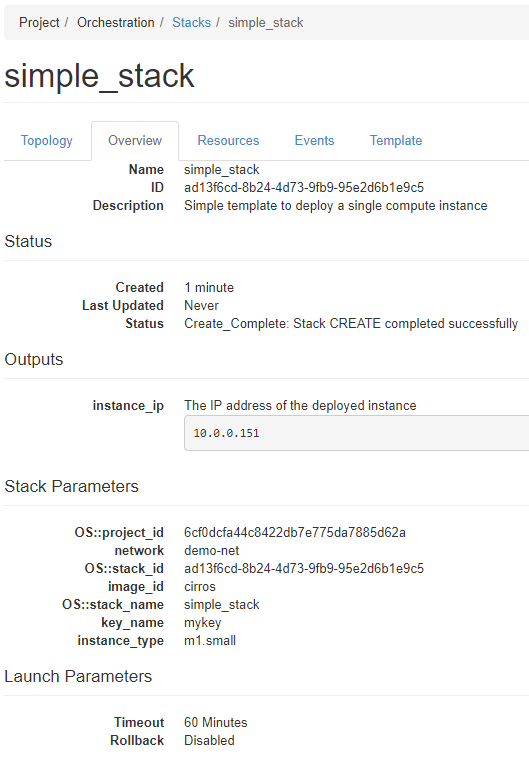 Project / Orchestration / Stacks / simple_stack
simple_stack
Topology Overview Resources Events Template
Name simple_stack
ID ad13f6cd-8b24-4d73-9fb9-95e2d6b1e9c5
Description Simple template to deploy a single compute instance
Status
Created 1 minute
Last Updated Never
Status Create_Complete: Stack CREATE completed successfully
Outputs
instance_ip The IP address of the deployed instance
10.0.0.151
Stack Parameters
OS::project_id 6cf0dcfa44c8422db7e775da7885d62a
network demo-net
OS::stack_id ad13f6cd-8b24-4d73-9fb9-95e2d6b1e9c5
image_id cirros
OS::stack_name simple_stack
key_name mykey
instance_type m1.small
Launch Parameters
Timeout 60 Minutes
Rollback Disabled